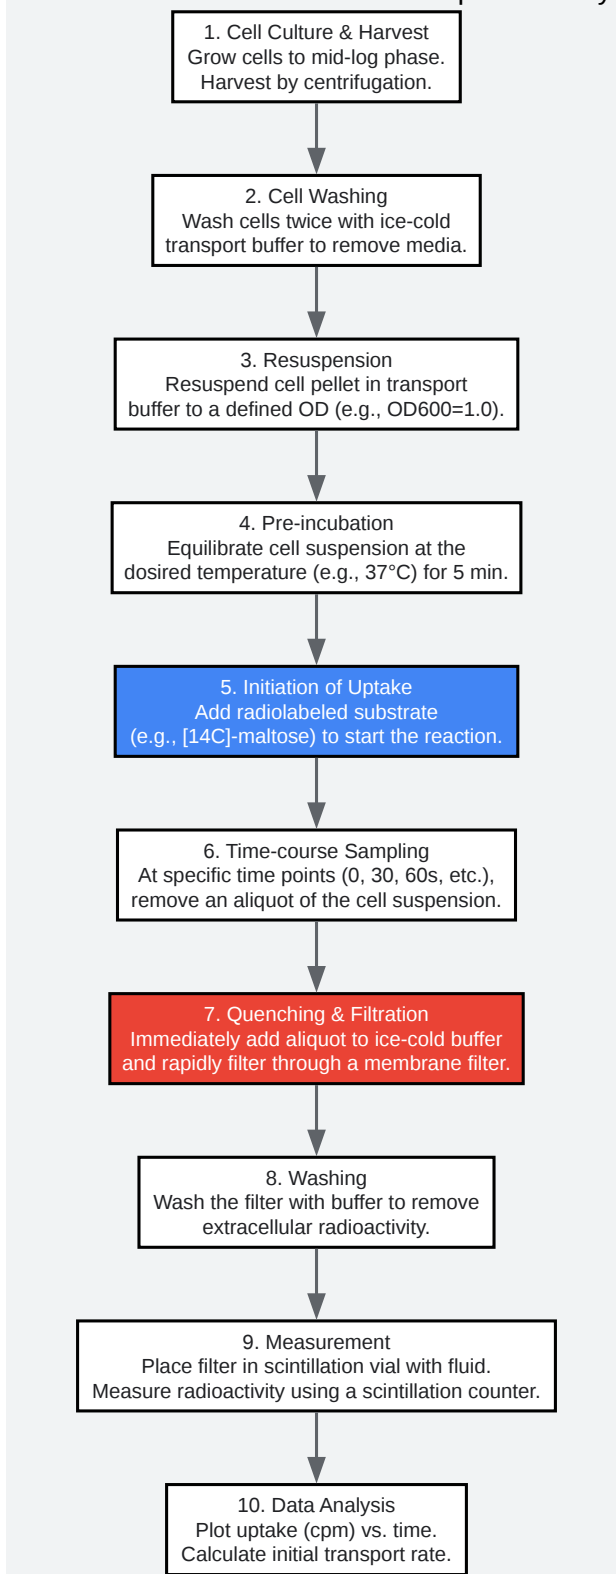 1. Cell Culture & Harvest
Grow cells to mid-log phase.
Harvest by centrifugation.
2. Cell Washing
Wash cells twice with ice-cold
transport buffer to remove media.
3. Resuspension
Resuspend cell pellet in transport
buffer to a defined OD (e.g., OD600=1.0).
4. Pre-incubation
Equilibrate cell suspension at the
dosired temperature (e.g., 37°C) for 5 min.
5. Initiation of Uptake
Add radiolabeled substrate
(e.g., [14C]-maltose) to start the reaction.
6. Time-course Sampling
At specific time points (0, 30, 60s, etc.),
remove an aliquot of the cell suspension.
7. Quenching & Filtration
Immediately add aliquot to ice-cold buffer
and rapidly filter through a membrane filter.
8. Washing
Wash the filter with buffer to remove
extracellular radioactivity.
9. Measurement
Place filter in scintillation vial with fluid.
Measure radioactivity using a scintillation counter.
10. Data Analysis
Plot uptake (cpm) vs. time.
Calculate initial transport rate.